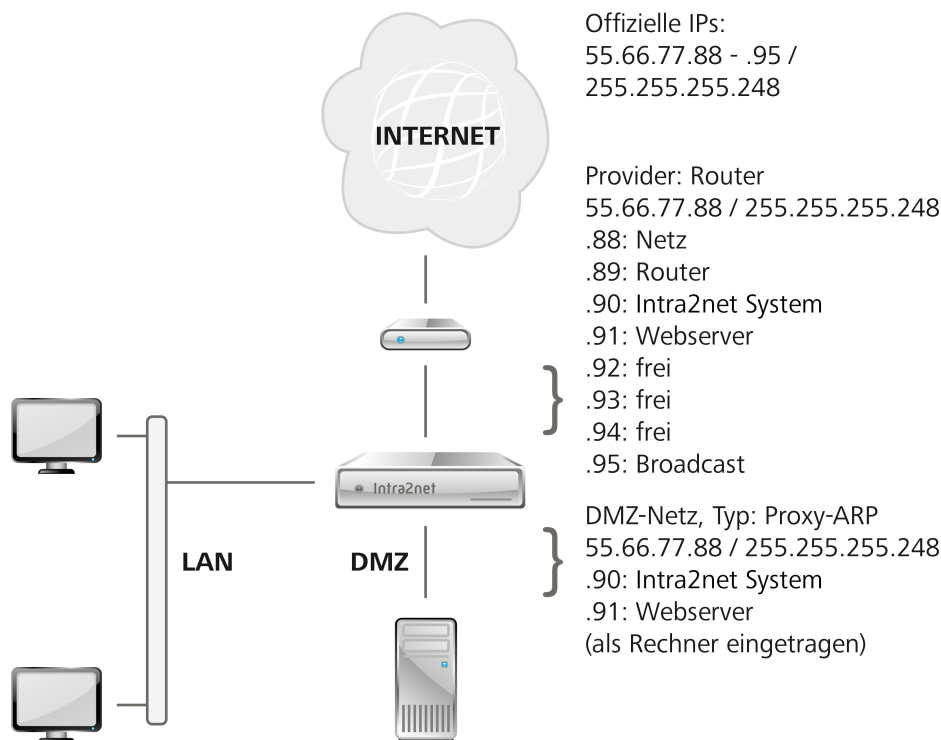 Offizielle IPs:
55.66.77.88 - .95 /
255.255.255.248
INTERNET
Provider: Router
55.66.77.88 / 255.255.255.248
.88: Netz
.89: Router
.90: Intra2net System
.91: Webserver
.92: frei
.93: frei
.94: frei
.95: Broadcast
Intra2net
LAN
DMZ
DMZ-Netz, Typ: Proxy-ARP
55.66.77.88 / 255.255.255.248
.90: Intra2net System
.91: Webserver
(als Rechner eingetragen)